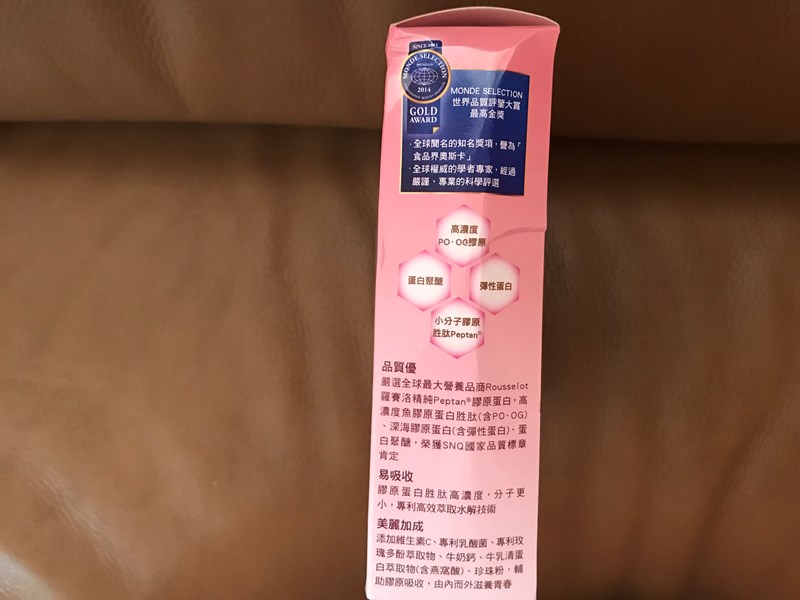 SINCE 1961
MONDE SELECTION
2014
GOLD
AWARD
MONDE SELECTION
世界品質評鑒大賞
最高金獎
·全球聞名的知名獎項，譽為「
食品界奧斯卡」
·全球權威的學者專家，經過
嚴謹、專業的科學評選
高濃度
PO·OG膠原
蛋白聚醣
彈性蛋白
小分子膠原
胜肽Peptan®
品質優
嚴選全球最大營養品商Rousselot
羅賽洛精純Peptan®膠原蛋白，高
濃度魚膠原蛋白胜肽(含PO·OG)
、深海膠原蛋白(含彈性蛋白)、蛋
白聚醣，榮獲SNQ國家品質標章
肯定
易吸收
膠原蛋白胜肽高濃度，分子更
小，專利高效萃取水解技術
美麗加成
添加維生素C、專利乳酸菌、專利玫
瑰多酚萃取物、牛奶鈣、牛乳清蛋
白萃取物(含燕窩酸)、珍珠粉，輔
助膠原吸收，由內而外滋養青春